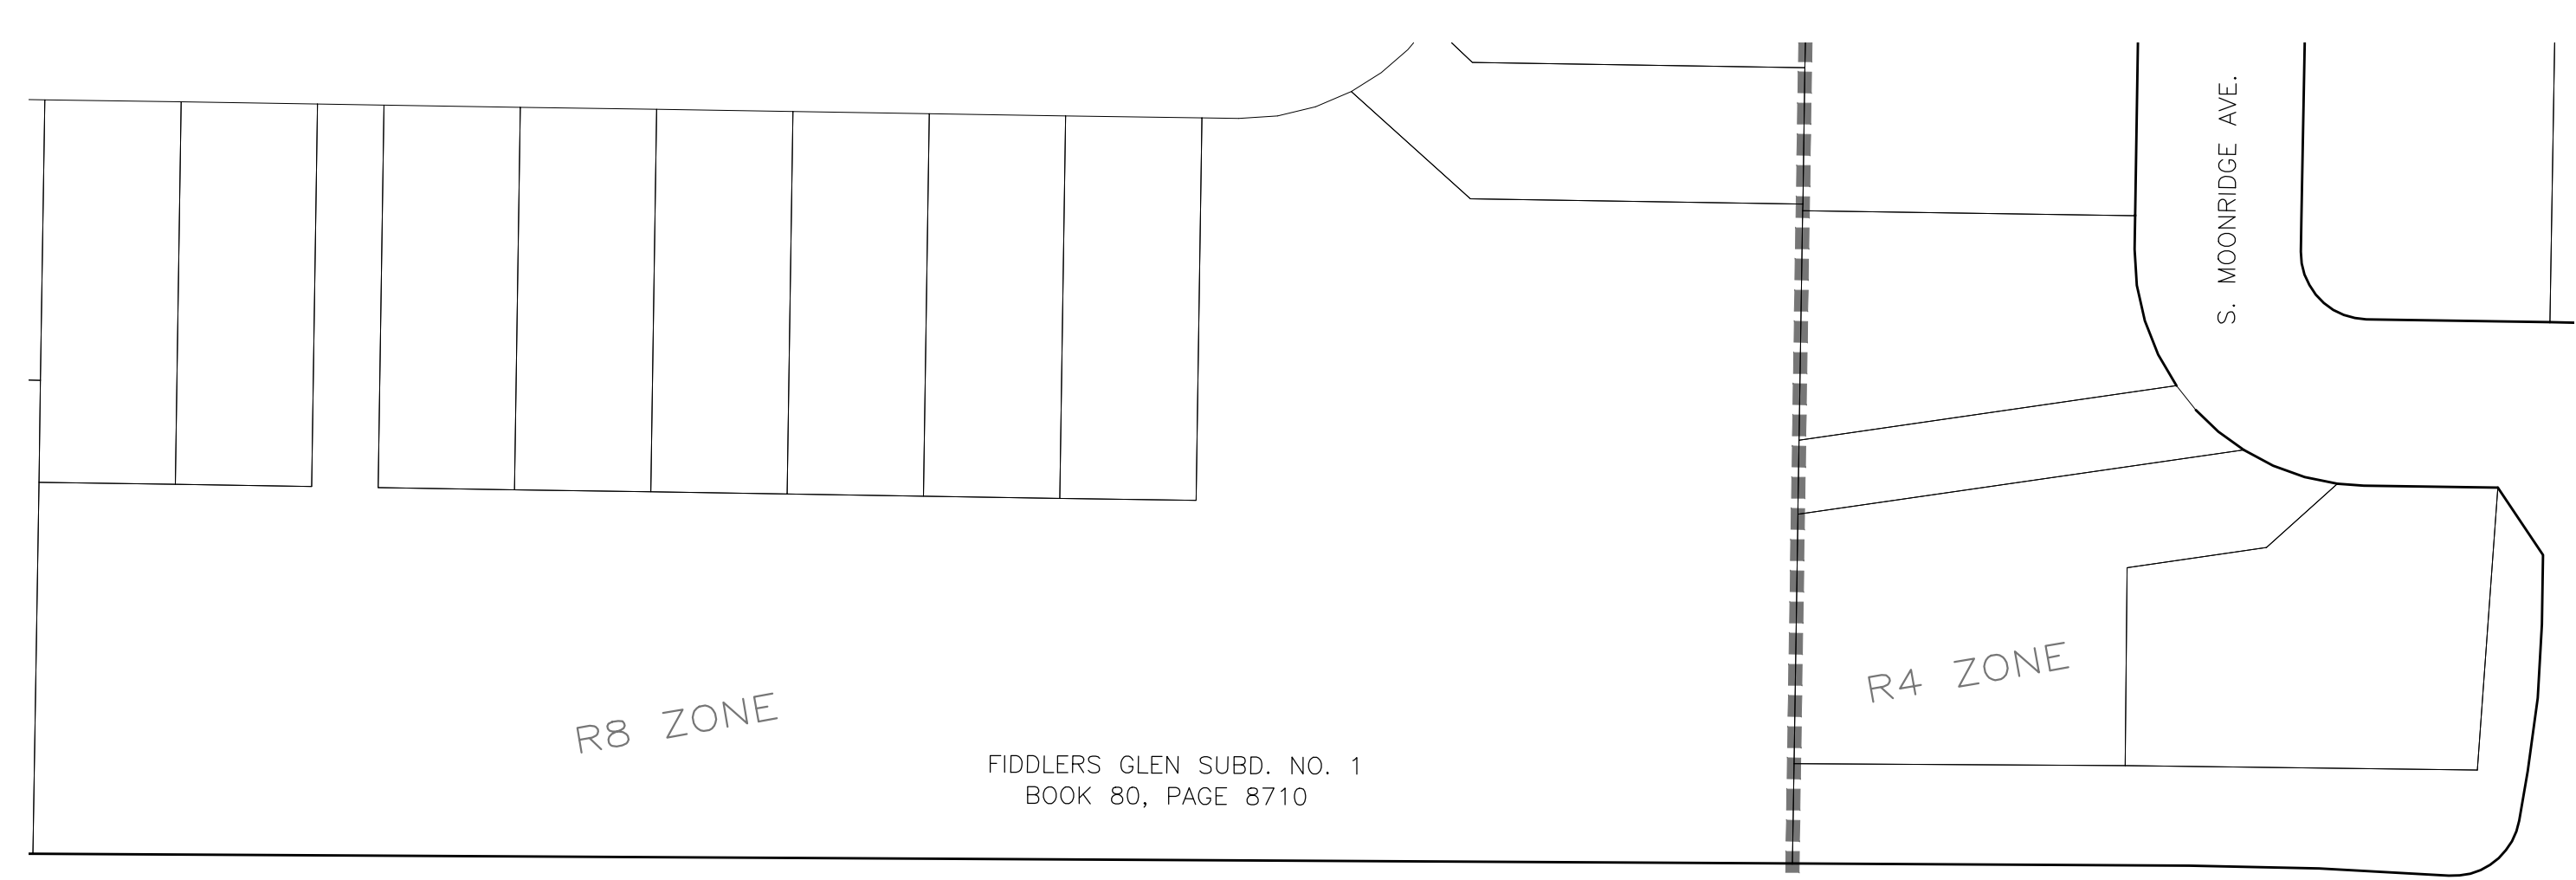 S. MOONRIDGE AVE.
R8 ZONE
R4 ZONE
FIDDLERS GLEN SUBD. NO. 1
BOOK 80, PAGE 8710